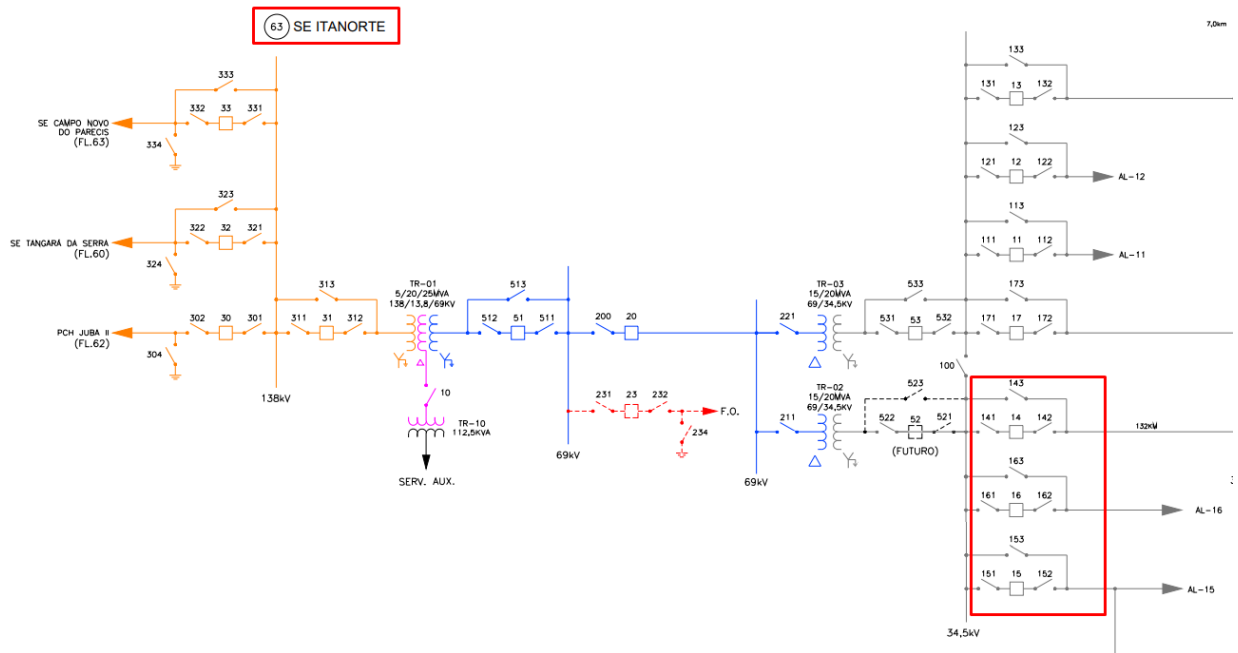 63 SE ITANORTE
7,0km
333
332 33 331
SE CAMPO NOVO
DO PARECIS
(FL.63)
334
323
322 32 321
SE TANGARÁ DA SERRA
(FL.60)
324
313
302 30 301 311 31 312
PCH JUBA II
(FL.62)
304
138kV
TR-01
5/20/25MVA
138/13,8/69KV
513
512 51 511
200 20
10
TR-10
112,5KVA
SERV. AUX.
231 23 232
F.O.
234
69kV
69kV
221
TR-03
15/20MVA
69/34,5KV
533
531 53 532
211
TR-02
15/20MVA
69/34,5KV
523
522 52 521
(FUTURO)
133
131 13 132
123
121 12 122
AL-12
113
111 11 112
AL-11
173
171 17 172
100
143
141 14 142
132KM
163
161 16 162
AL-16
153
151 15 152
AL-15
34,5kV